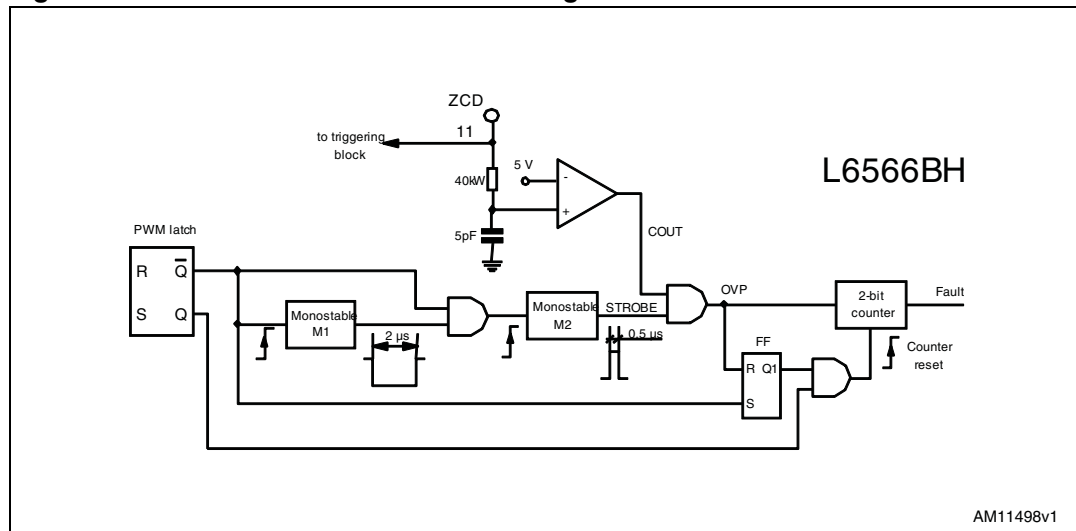 ZCD
11
to triggering
block
5 V
40kW
-
+
5pF
L6566BH
COUT
PWM latch
R Q
S Q
Monostable
M1
2 µs
Monostable
M2
STROBE
0.5 µs
OVP
2-bit
counter
Fault
FF
R Q1
S
Counter
reset
AM11498v1